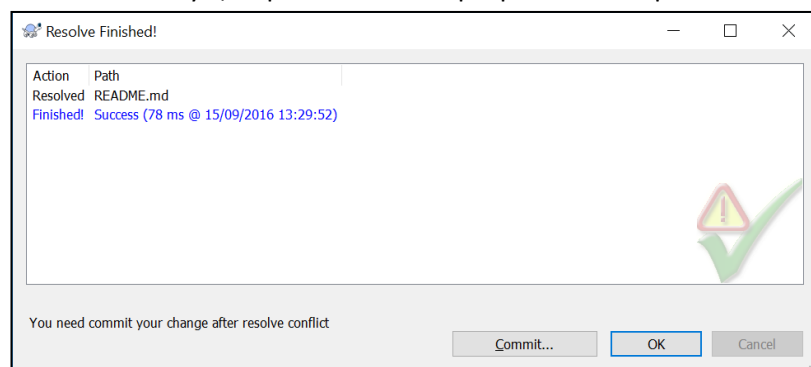 Resolve Finished!
Action Path
Resolved README.md
Finished! Success (78 ms @ 15/09/2016 13:29:52)
You need commit your change after resolve conflict
Commit... OK Cancel